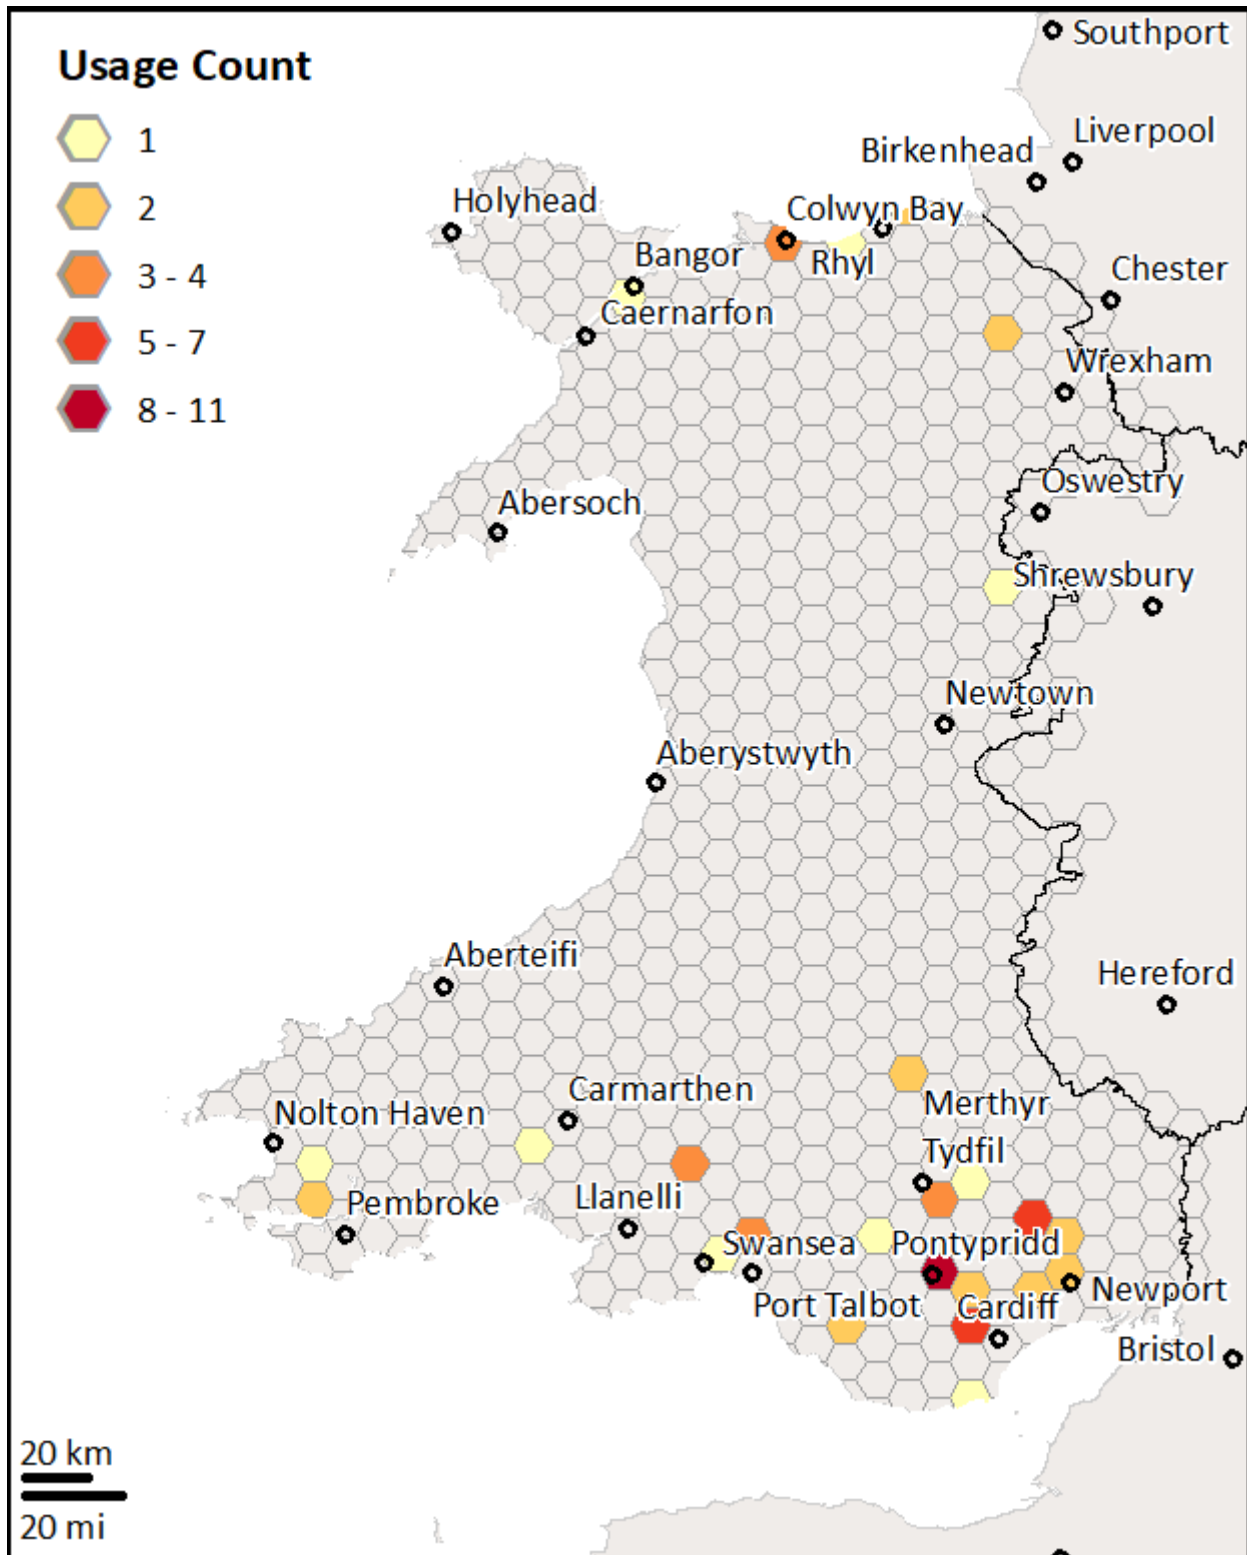 Usage Count
1
2
3 - 4
5 - 7
8 - 11
Southport
Liverpool
Birkenhead
Holyhead
Colwyn Bay
Bangor
Rhyl
Chester
Caernarfon
Wrexham
Oswestry
Abersoch
Shrewsbury
Newtown
Aberystwyth
Aberteifi
Hereford
Carmarthen
Merthyr
Tydfil
Nolton Haven
Pembroke
Llanelli
Swansea
Pontypridd
Newport
Port Talbot
Cardiff
Bristol
20 km
20 mi